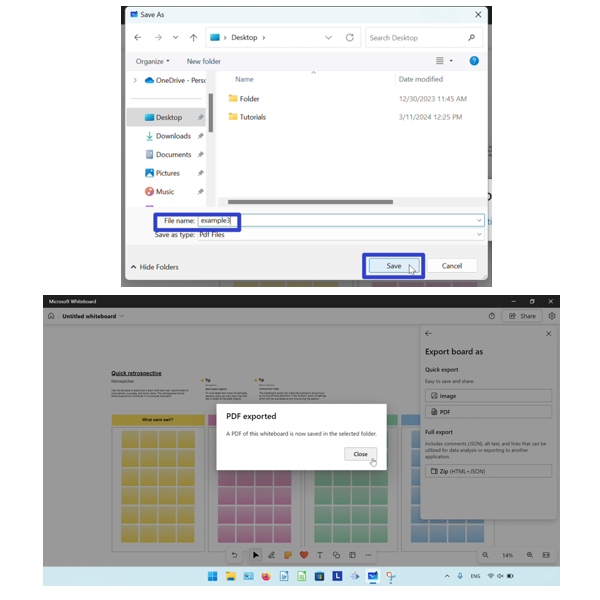 Save As
Desktop
Search Desktop
Organize
New folder
Name
Date modified
OneDrive - Perso
Desktop
Downloads
Documents
Pictures
Music
Folder
12/30/2023 11:45 AM
Tutorials
3/11/2024 12:25 PM
File name: example3
Save as type: Pdf Files
Hide Folders
Save
Cancel
Microsoft Whiteboard
Untitled whiteboard
Share
Export board as
Quick export
Easy to save and share.
Image
PDF
Full export
Includes comments (JSON), alt text, and links that can be
utilized for data analysis or exporting to another
application.
Zip (HTML+JSON)
Quick retrospective
Retrospective
Tip
Tip
What went well?
PDF exported
A PDF of this whiteboard is now saved in the selected folder.
Close
14%
ENG